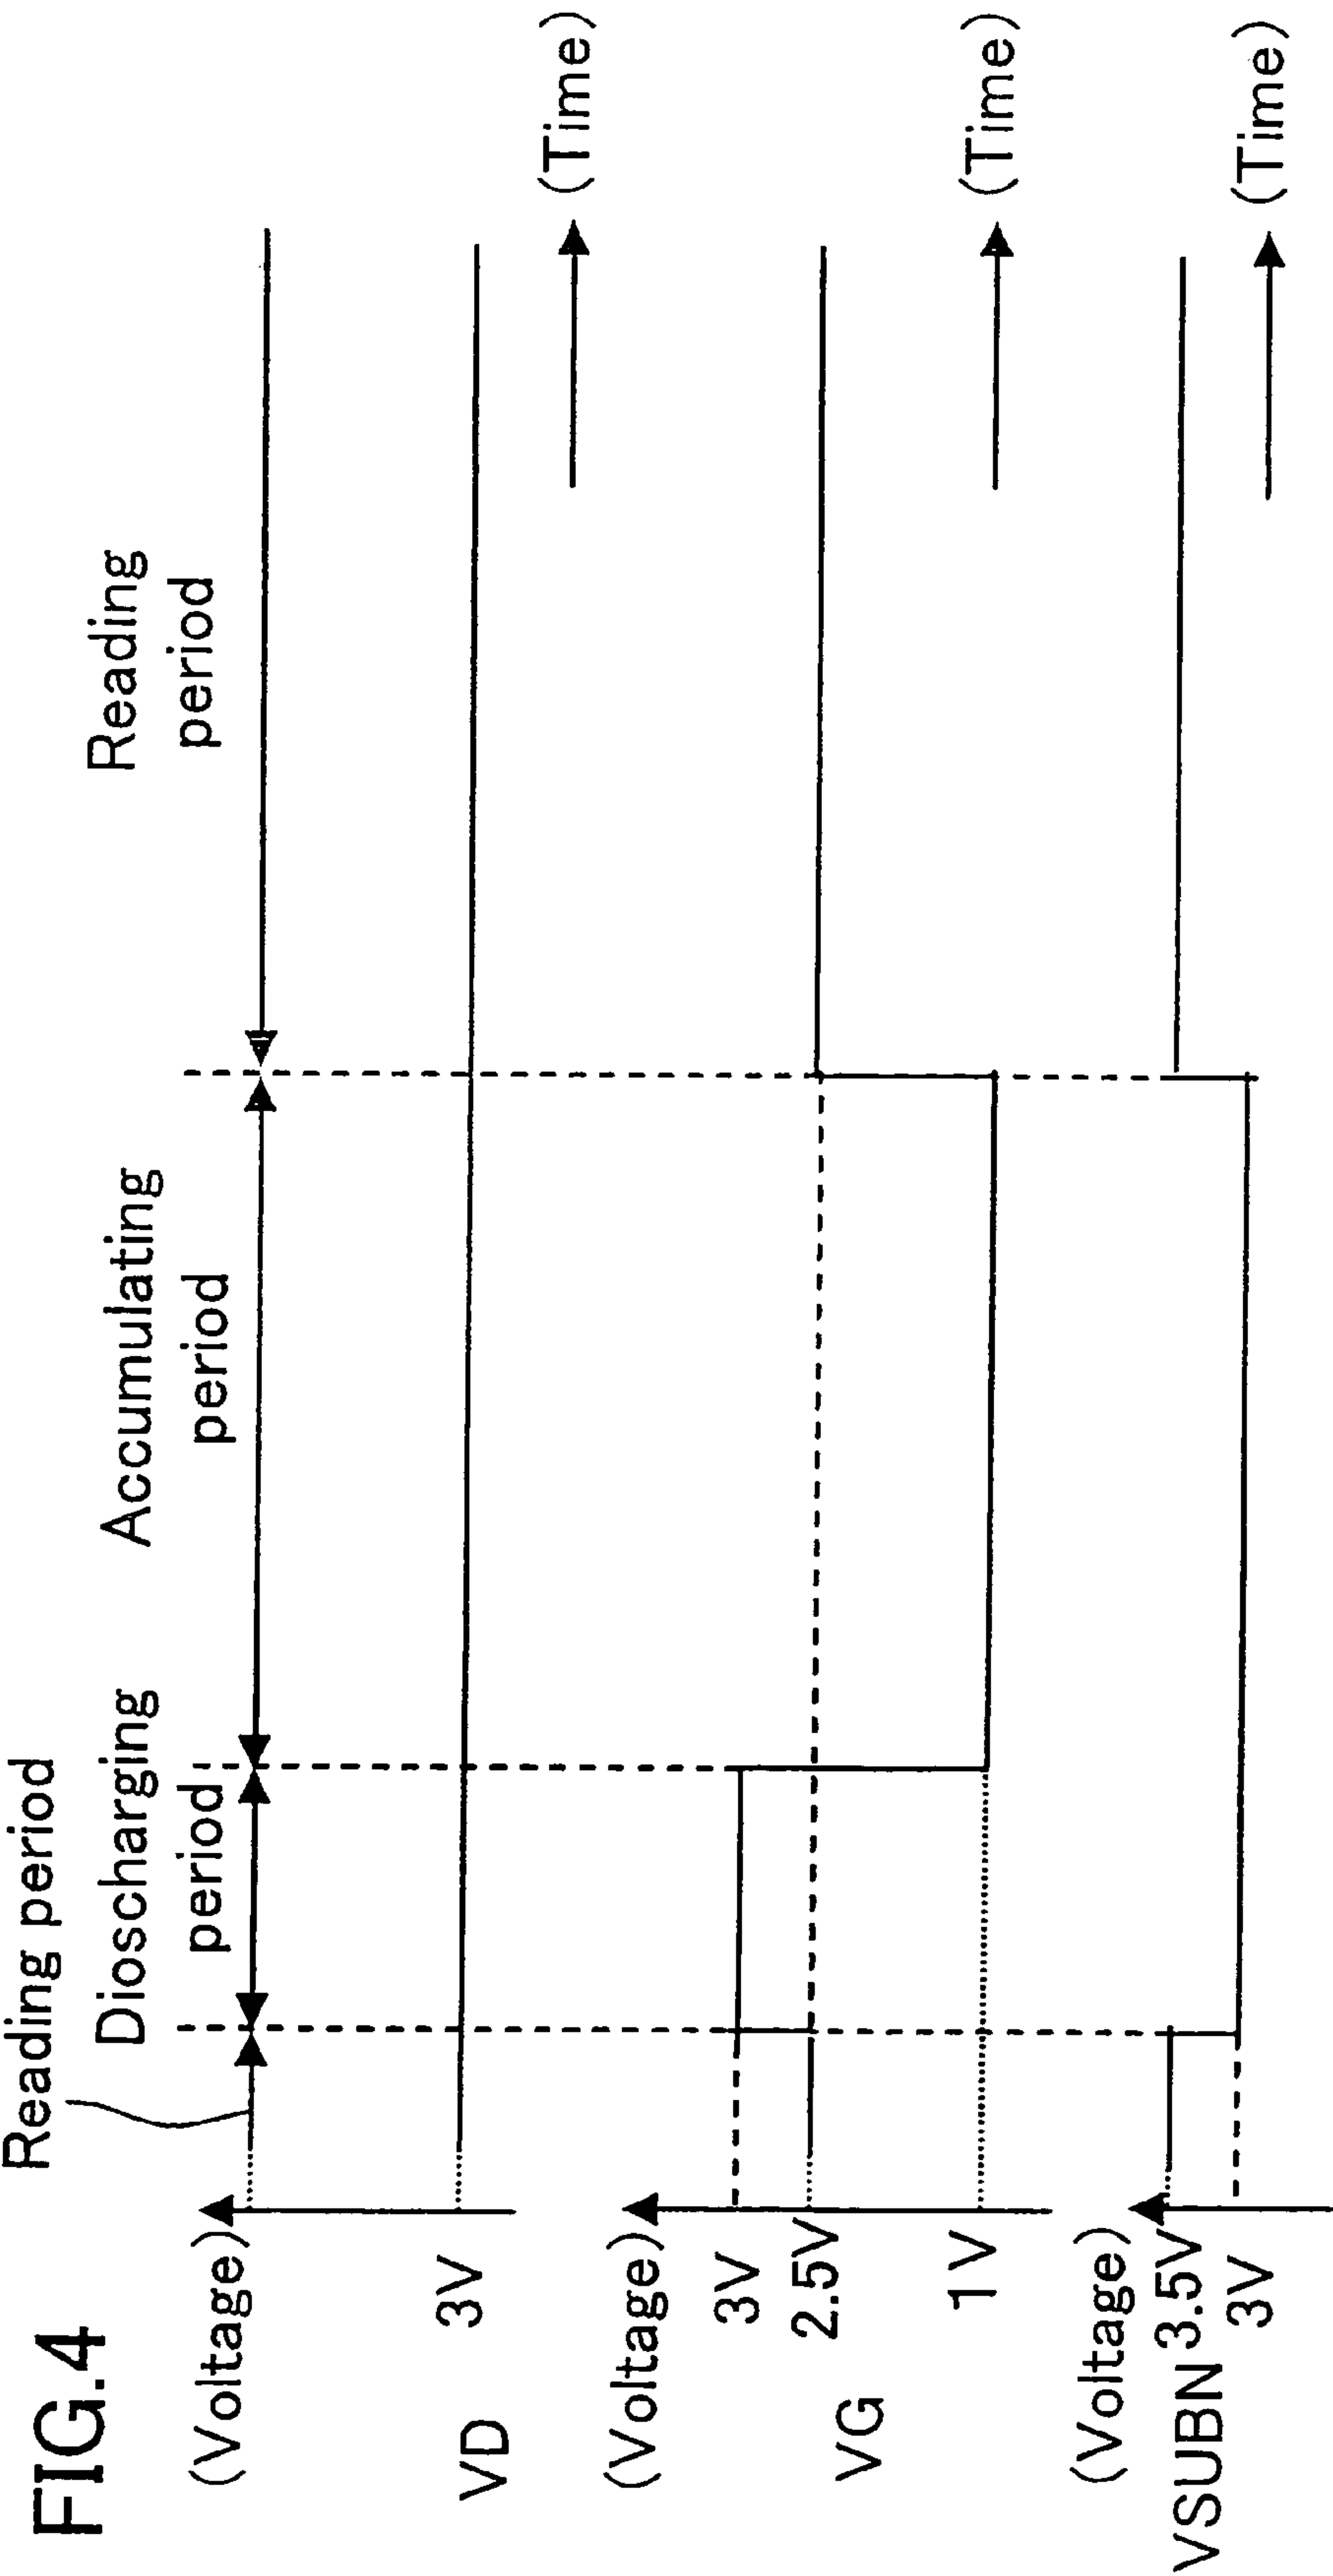 FIG.4
Reading period
Dioscharging
period
Accumulating
period
Reading
period
(Voltage)
VD
3V
(Time)
(Voltage)
3V
2.5V
VG
1V
(Time)
(Voltage)
3.5V
VSUBN
3V
(Time)